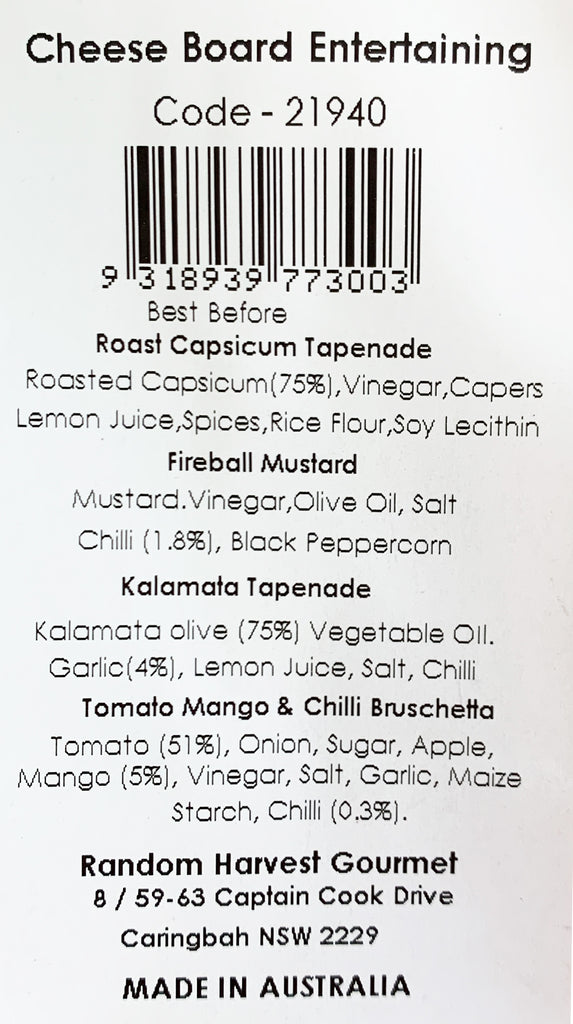 Cheese Board Entertaining
Code - 21940
9 318939 773003
Best Before
Roast Capsicum Tapenade
Roasted Capsicum(75%),Vinegar,Capers
Lemon Juice,Spices,Rice Flour,Soy Lecithin
Fireball Mustard
Mustard.Vinegar,Olive Oil, Salt
Chilli (1.8%), Black Peppercorn
Kalamata Tapenade
Kalamata olive (75%) Vegetable OIl.
Garlic(4%), Lemon Juice, Salt, Chilli
Tomato Mango & Chilli Bruschetta
Tomato (51%), Onion, Sugar, Apple,
Mango (5%), Vinegar, Salt, Garlic, Maize
Starch, Chilli (0.3%).
Random Harvest Gourmet
8 / 59-63 Captain Cook Drive
Caringbah NSW 2229
MADE IN AUSTRALIA